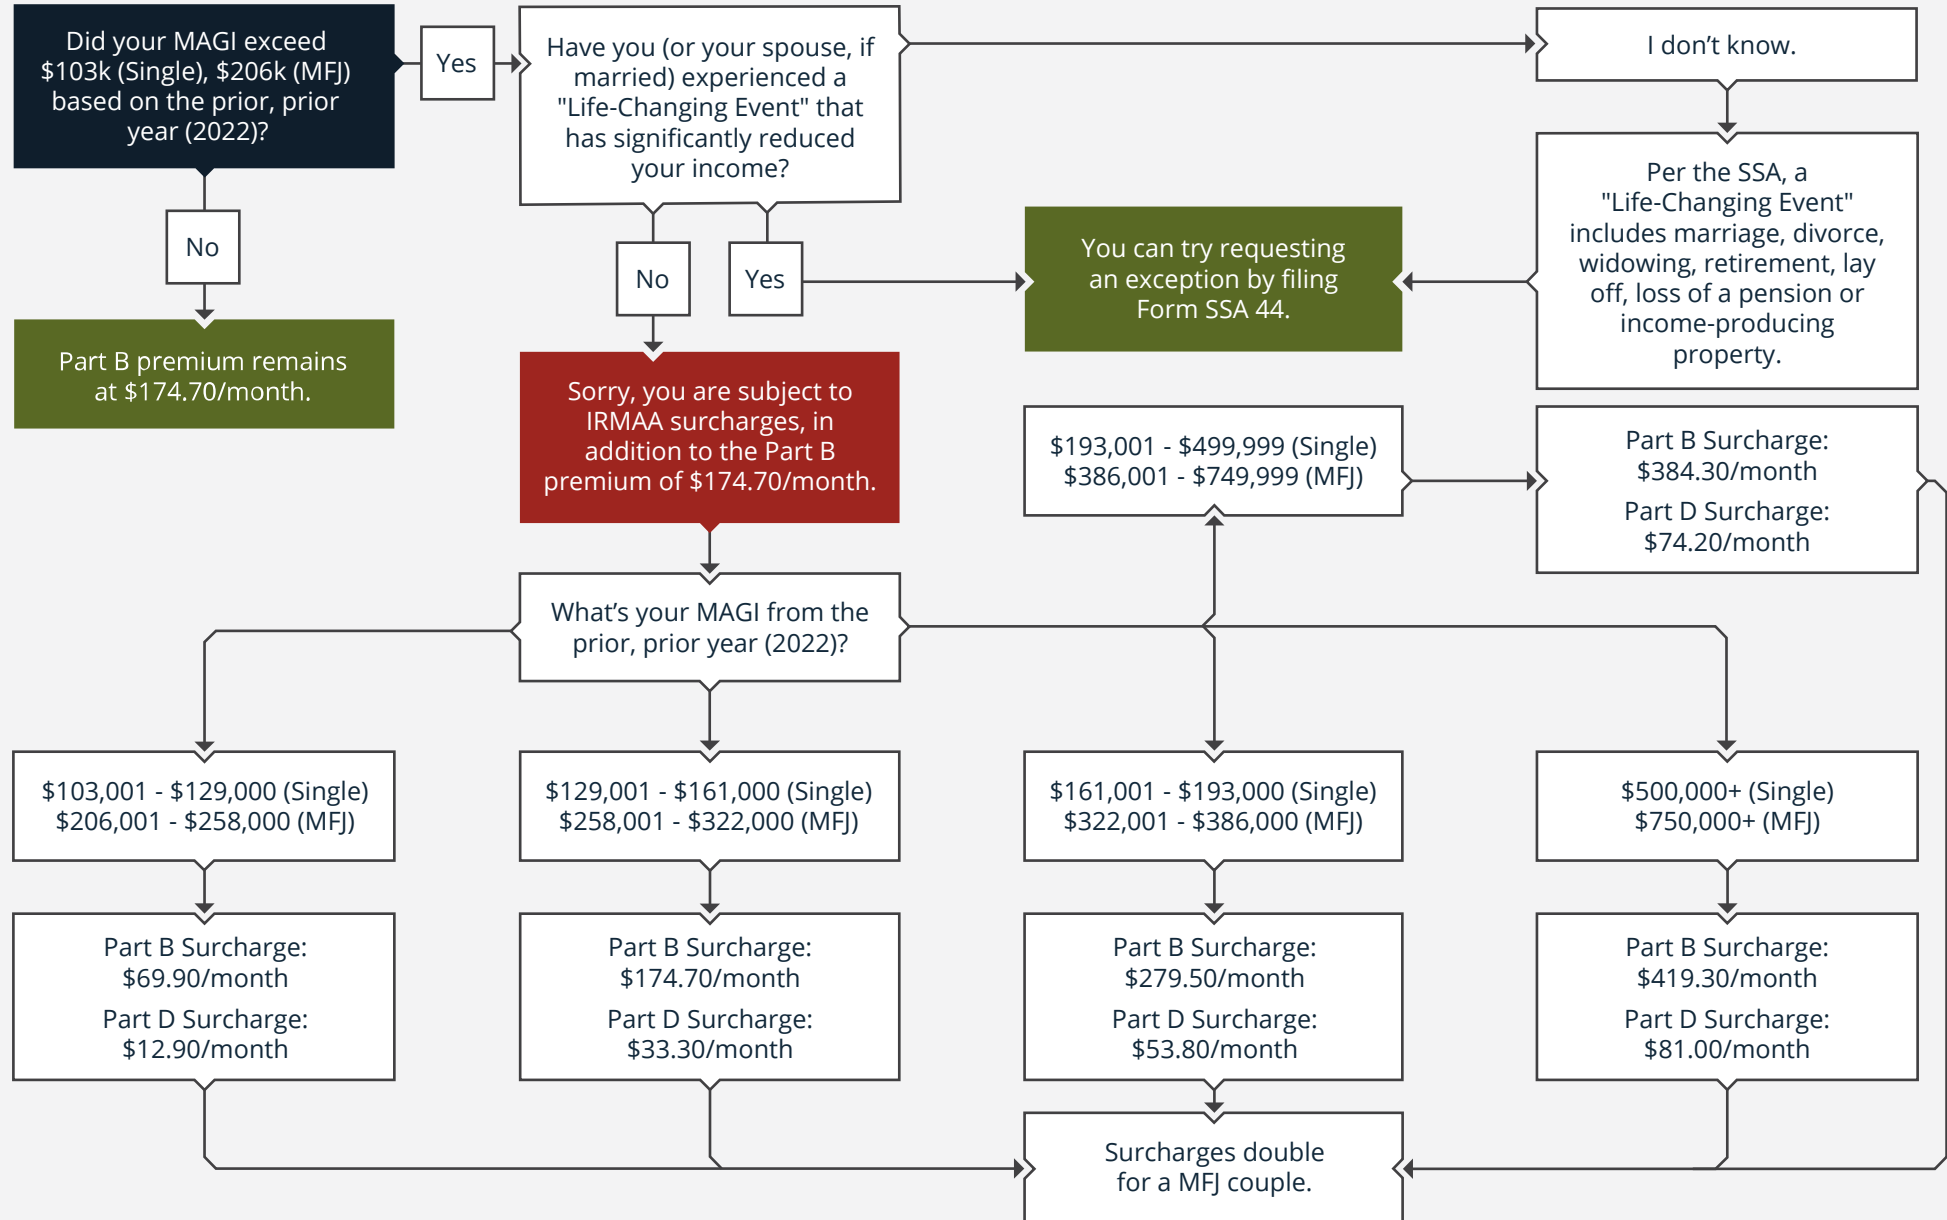 Did your MAGI exceed
$103k (Single), $206k (MFJ)
based on the prior, prior
year (2022)?
Yes
Have you (or your spouse, if
married) experienced a
"Life-Changing Event" that
has significantly reduced
your income?
I don’t know.
Per the SSA, a
"Life-Changing Event"
includes marriage, divorce,
widowing, retirement, lay
off, loss of a pension or
income-producing
property.
No
No
Yes
You can try requesting
an exception by filing
Form SSA 44.
Part B premium remains
at $174.70/month.
Sorry, you are subject to
IRMAA surcharges, in
addition to the Part B
premium of $174.70/month.
$193,001 - $499,999 (Single)
$386,001 - $749,999 (MFJ)
Part B Surcharge:
$384.30/month
Part D Surcharge:
$74.20/month
What’s your MAGI from the
prior, prior year (2022)?
$103,001 - $129,000 (Single)
$206,001 - $258,000 (MFJ)
$129,001 - $161,000 (Single)
$258,001 - $322,000 (MFJ)
$161,001 - $193,000 (Single)
$322,001 - $386,000 (MFJ)
$500,000+ (Single)
$750,000+ (MFJ)
Part B Surcharge:
$69.90/month
Part D Surcharge:
$12.90/month
Part B Surcharge:
$174.70/month
Part D Surcharge:
$33.30/month
Part B Surcharge:
$279.50/month
Part D Surcharge:
$53.80/month
Part B Surcharge:
$419.30/month
Part D Surcharge:
$81.00/month
Surcharges double
for a MFJ couple.